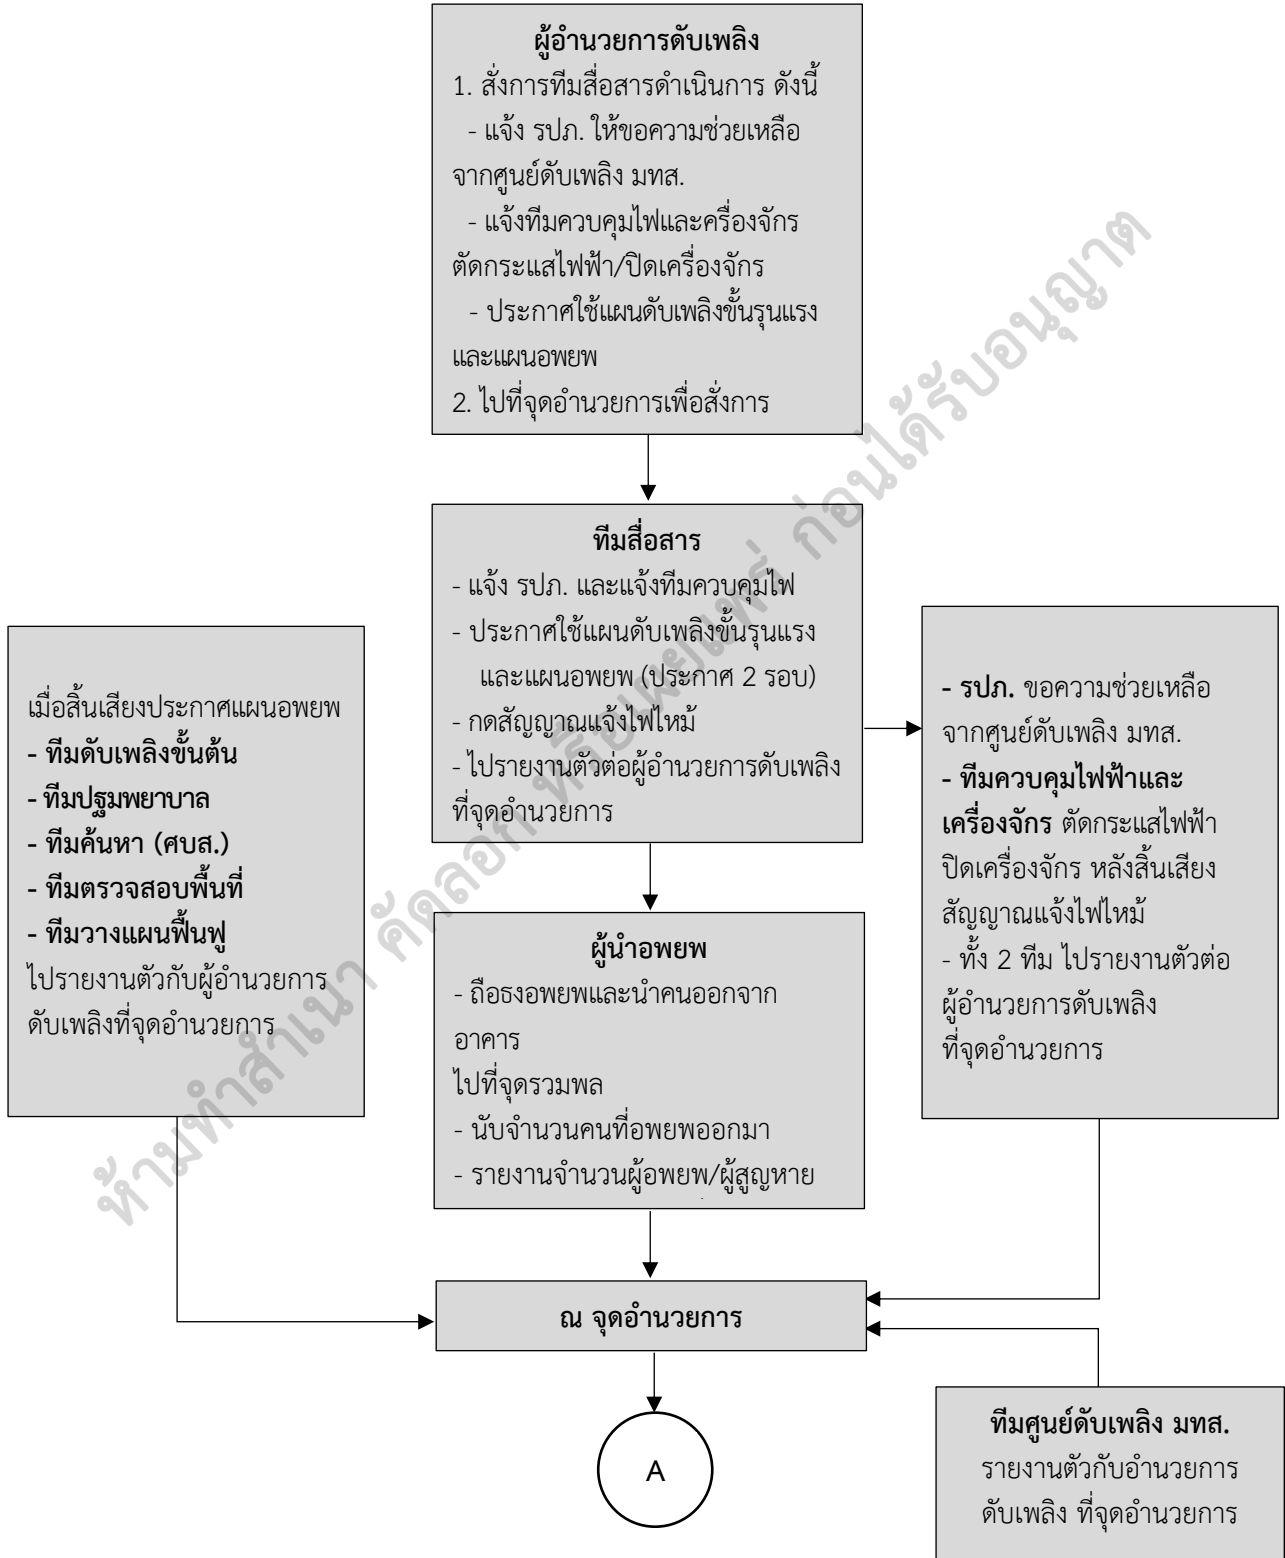 ผู้อำนวยการดับเพลิง
1. สั่งการทีมสื่อสารดำเนินการ ดังนี้
- แจ้ง รปภ. ให้ขอความช่วยเหลือ
จากศูนย์ดับเพลิง มทส.
- แจ้งทีมควบคุมไฟและครื่องจักร
ตัดกระแสไฟฟ้า/ปิดเครื่องจักร
- ประกาศใช้แผนดับเพลิงขั้นรุนแรง
และแผนอพยพ
2. ไปที่จุดอำนวยการเพื่อสั่งการ
ทีมสื่อสาร
- แจ้ง รปภ. และแจ้งทีมควบคุมไฟ
- ประกาศใช้แผนดับเพลิงขั้นรุนแรง
และแผนอพยพ (ประกาศ 2 รอบ)
- กดสัญญาณแจ้งไฟไหม้
- ไปรายงานตัวต่อผู้อำนวยการดับเพลิง
ที่จุดอำนวยการ
เมื่อสิ้นเสียงประกาศแผนอพยพ
- ทีมดับเพลิงขั้นต้น
- ทีมปฐมพยาบาล
- ทีมค้นหา (ศบส.)
- ทีมตรวจสอบพื้นที่
- ทีมวางแผนฟื้นฟู
ไปรายงานตัวกับผู้อำนวยการ
ดับเพลิงที่จุดอำนวยการ
- รปภ. ขอความช่วยเหลือ
จากศูนย์ดับเพลิง มทส.
- ทีมควบคุมไฟฟ้าและ
เครื่องจักร ตัดกระแสไฟฟ้า
ปิดเครื่องจักร หลังสิ้นเสียง
สัญญาณแจ้งไฟไหม้
- ทั้ง 2 ทีม ไปรายงานตัวต่อ
ผู้อำนวยการดับเพลิง
ที่จุดอำนวยการ
ผู้นำอพยพ
- ถือธงอพยพและนำคนออกจาก
อาคาร
ไปที่จุดรวมพล
- นับจำนวนคนที่อพยพออกมา
- รายงานจำนวนผู้อพยพ/ผู้สูญหาย
ณ จุดอำนวยการ
ทีมศูนย์ดับเพลิง มทส.
รายงานตัวกับอำนวยการ
ดับเพลิง ที่จุดอำนวยการ
A
ห้ามทำสำเนา คัดลอก หรือเผยแพร่ ก่อนได้รับอนุญาต